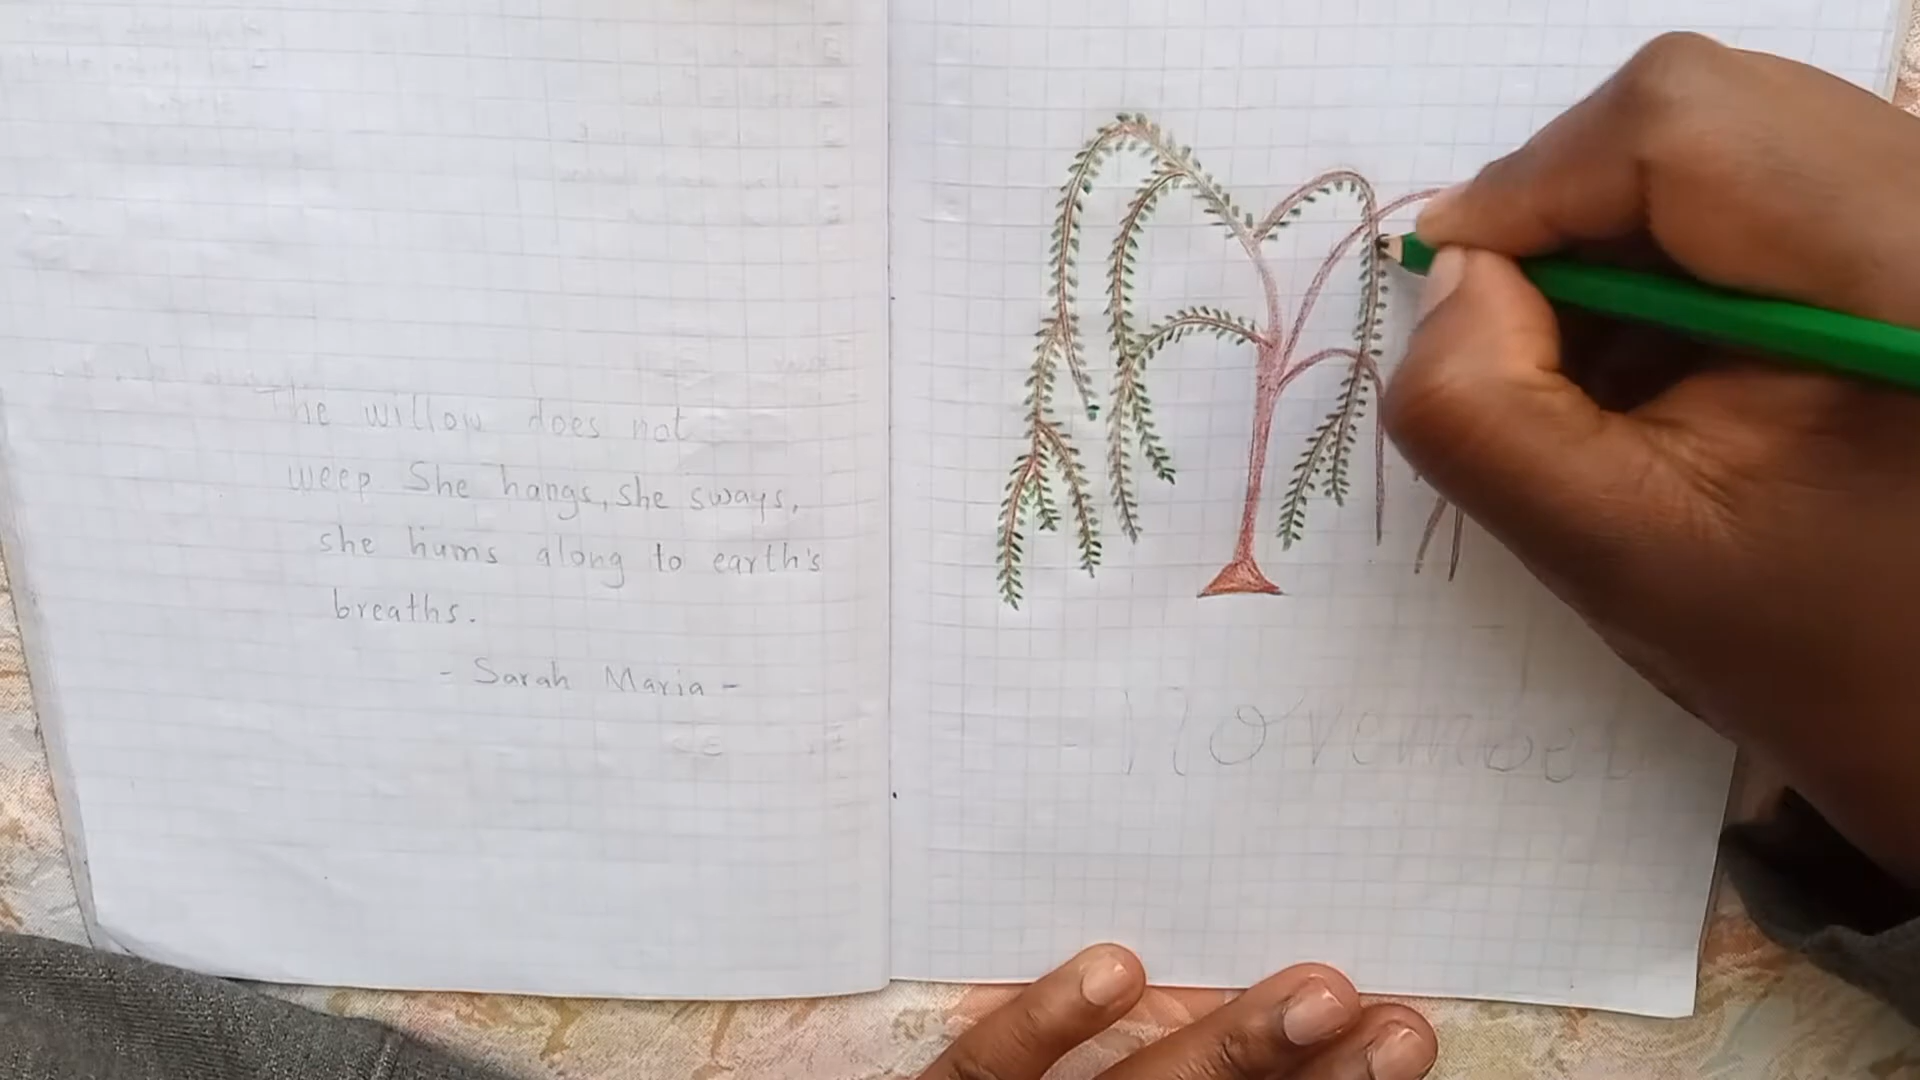 The willow does not
weep. She hangs, she sways,
she hums along to earth's
breaths.
- Sarah Maria -
November